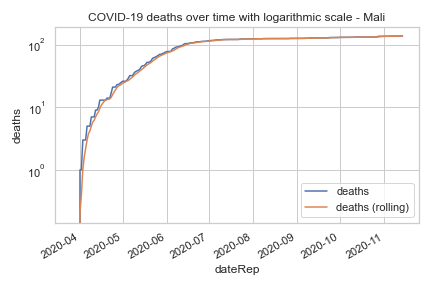 COVID-19 deaths over time with logarithmic scale - Mali
deaths
10²
10¹
10⁰
deaths
deaths (rolling)
2020-04
2020-05
2020-06
2020-07
2020-08
2020-09
2020-10
2020-11
dateRep